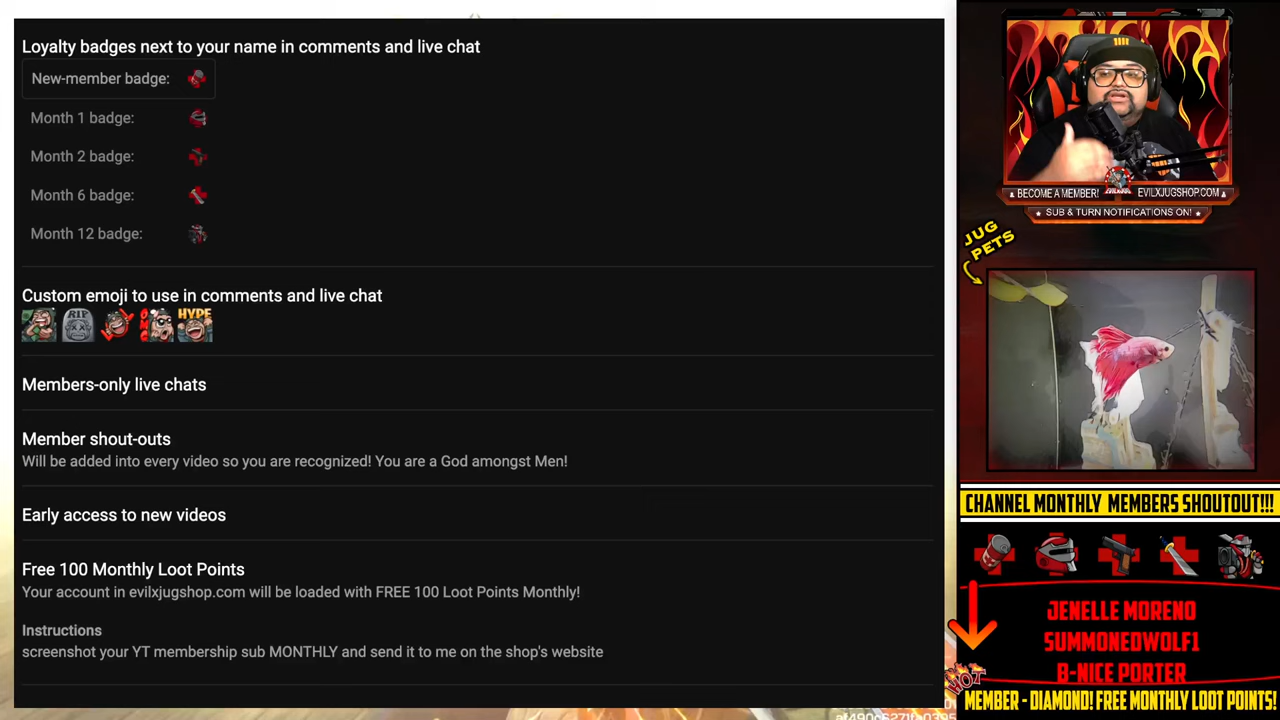 Loyalty badges next to your name in comments and live chat
New-member badge:
Month 1 badge:
Month 2 badge:
Month 6 badge:
Month 12 badge:
Custom emoji to use in comments and live chat
RIP
OMG
HYPE
Members-only live chats
Member shout-outs
Will be added into every video so you are recognized! You are a God amongst Men!
Early access to new videos
Free 100 Monthly Loot Points
Your account in evilxjugshop.com will be loaded with FREE 100 Loot Points Monthly!
Instructions
screenshot your YT membership sub MONTHLY and send it to me on the shop's website
BECOME A MEMBER! EVILXJUGSHOP.COM
★ SUB & TURN NOTIFICATIONS ON! ★
JUG
PETS
CHANNEL MONTHLY MEMBERS SHOUTOUT!!!
JENELLE MORENO
SUMMONEDWOLF1
B-NICE PORTER
HOT
MEMBER - DIAMOND! FREE MONTHLY LOOT POINTS!